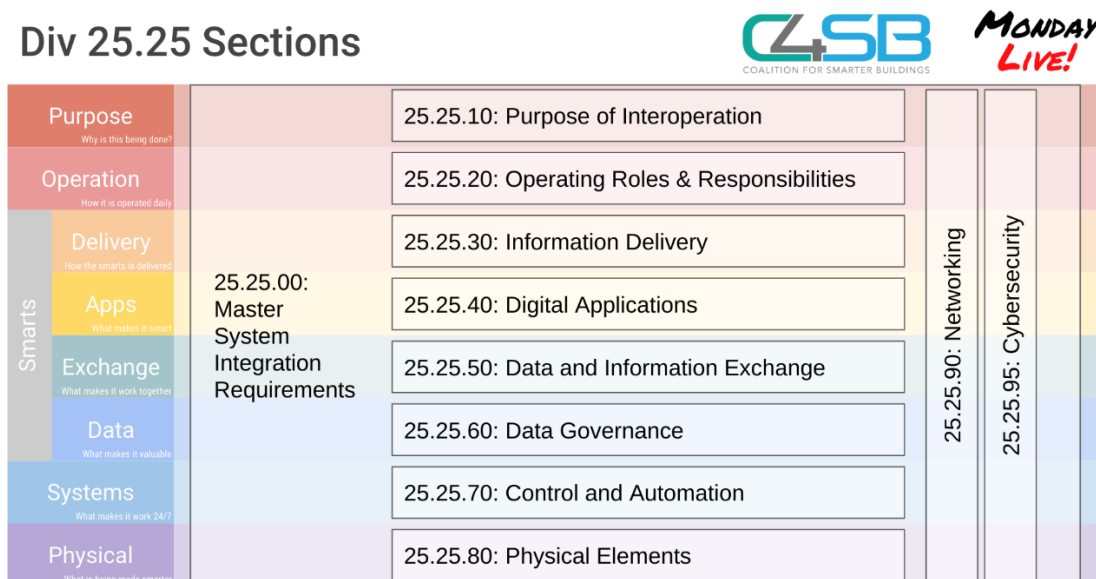 Div 25.25 Sections
C4SB
COALITION FOR SMARTER BUILDINGS
MONDAY
LIVE!
Purpose
Why is this being done?
25.25.10: Purpose of Interoperation
Operation
How it is operated daily
25.25.20: Operating Roles & Responsibilities
Smarts
Delivery
How the smarts is delivered
25.25.30: Information Delivery
Apps
What makes it smart
25.25.40: Digital Applications
Exchange
What makes it work together
25.25.50: Data and Information Exchange
Data
What makes it valuable
25.25.60: Data Governance
Systems
What makes it work 24/7
25.25.70: Control and Automation
Physical
What is being made smarter
25.25.80: Physical Elements
25.25.00:
Master
System
Integration
Requirements
25.25.90: Networking
25.25.95: Cybersecurity